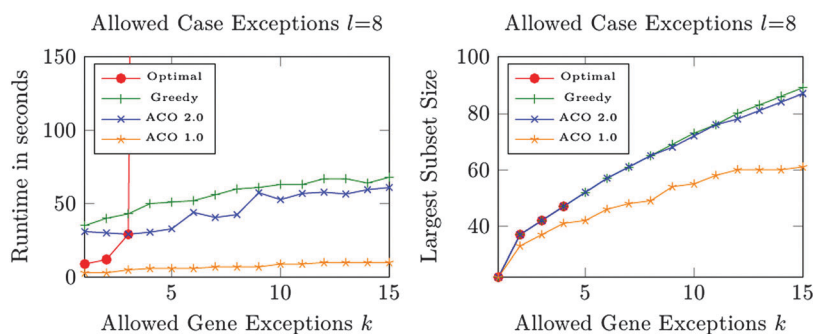 Allowed Case Exceptions l=8
Runtime in seconds
150
100
50
0
Optimal
Greedy
ACO 2.0
ACO 1.0
5
10
15
Allowed Gene Exceptions k
Allowed Case Exceptions l=8
Largest Subset Size
100
80
60
40
Optimal
Greedy
ACO 2.0
ACO 1.0
5
10
15
Allowed Gene Exceptions k